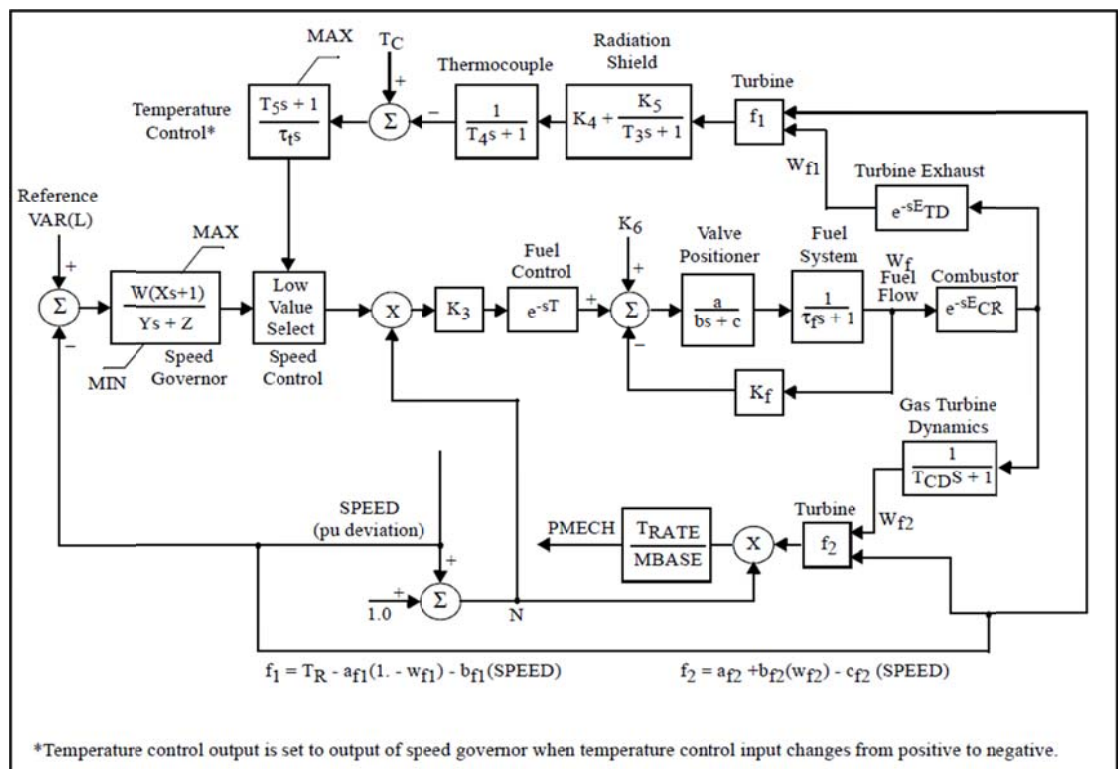 MAX
T_C
+
−
Thermocouple
Radiation
Shield
Turbine
Temperature
Control*
T5s + 1
τts
Σ
1
T4s + 1
K4 +
K5
T3s + 1
f1
Wf1
Turbine Exhaust
e^-sE_TD
Reference
VAR(L)
+
Σ
−
MAX
W(Xs+1)
Ys + Z
MIN
Speed
Governor
Low
Value
Select
Speed
Control
X
K3
Fuel
Control
e^-sT
K6
+
+
Σ
−
Valve
Positioner
a
bs + c
Fuel
System
1
τfs + 1
Wf
Fuel
Flow
Combustor
e^-sE_CR
Kf
Gas Turbine
Dynamics
1
T_CDS + 1
Wf2
SPEED
(pu deviation)
PMECH
T_RATE
MBASE
X
Turbine
f2
+
1.0
+
Σ
N
f1 = T_R - af1(1. - wf1) - bf1(SPEED)
f2 = af2 +bf2(wf2) - cf2 (SPEED)
*Temperature control output is set to output of speed governor when temperature control input changes from positive to negative.